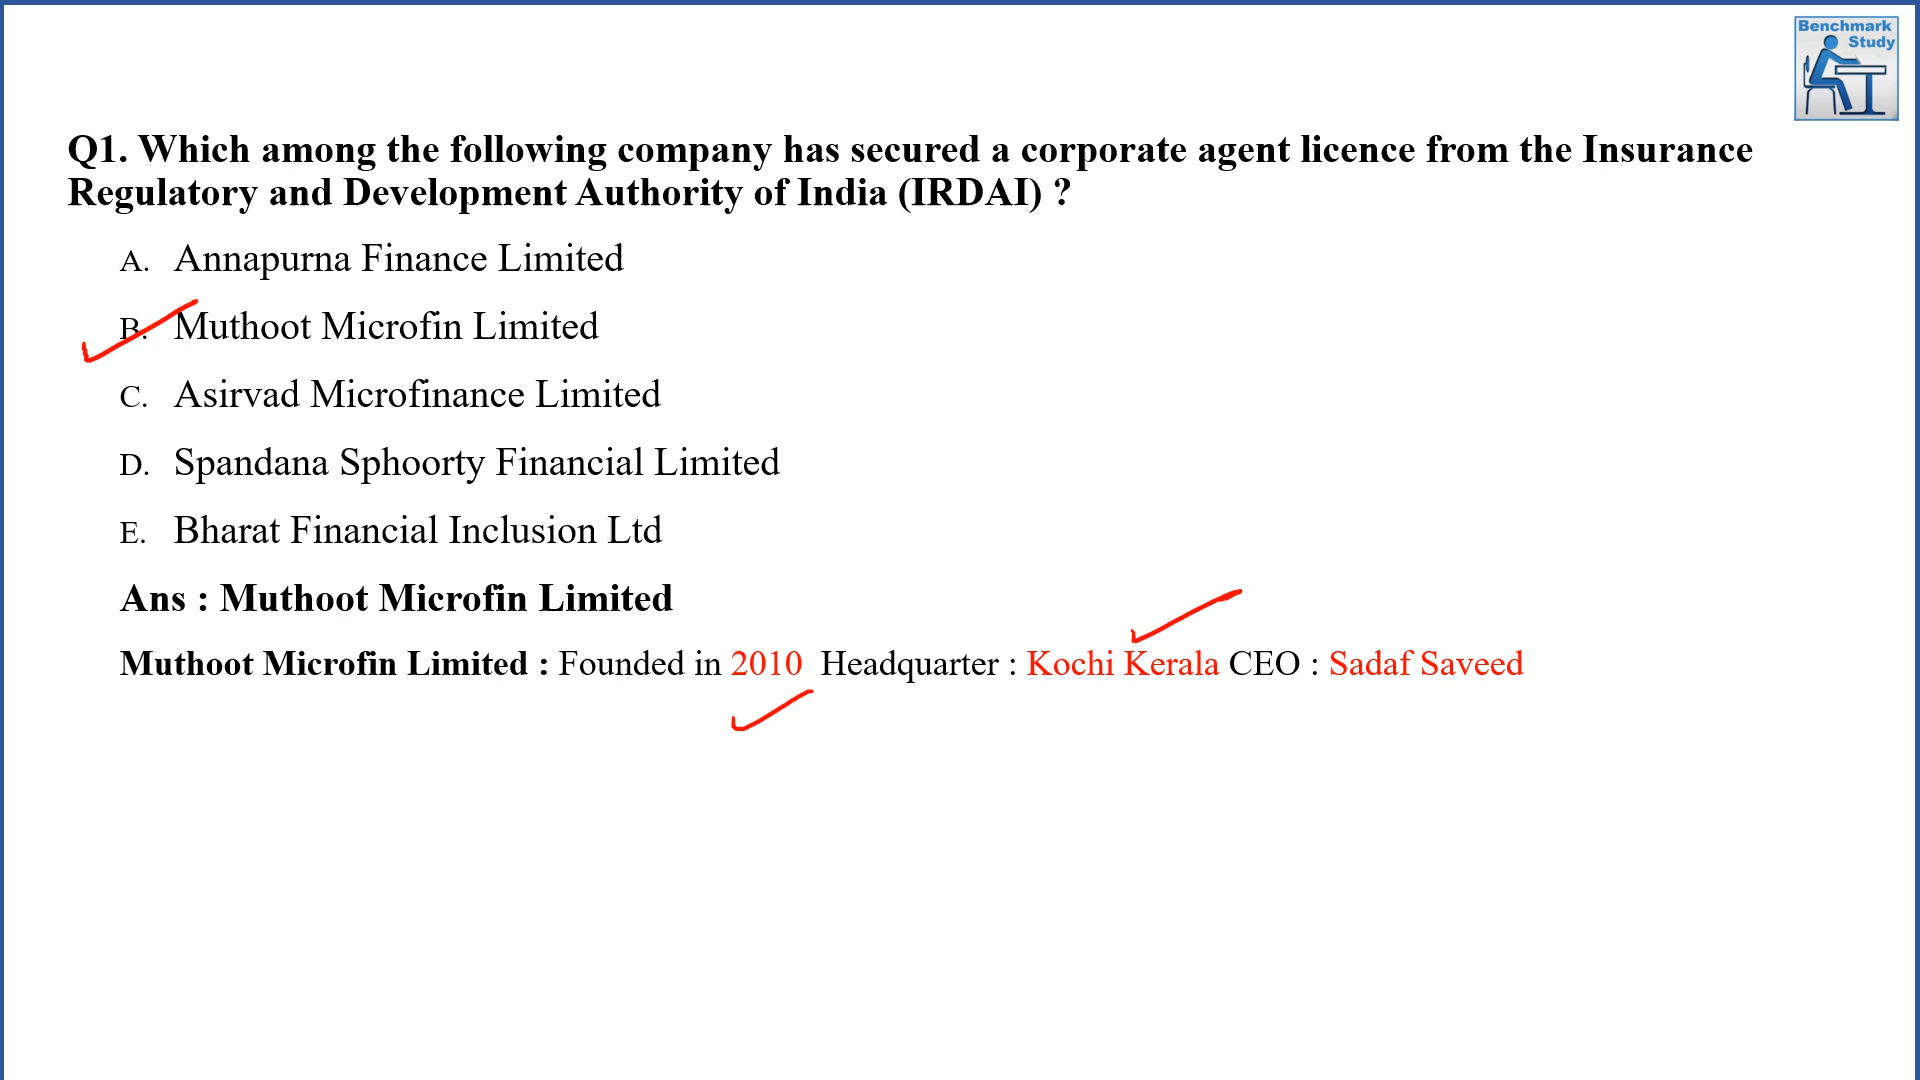 Benchmark
Study
Q1. Which among the following company has secured a corporate agent licence from the Insurance
Regulatory and Development Authority of India (IRDAI) ?
A. Annapurna Finance Limited
B. Muthoot Microfin Limited
C. Asirvad Microfinance Limited
D. Spandana Sphoorty Financial Limited
E. Bharat Financial Inclusion Ltd
Ans : Muthoot Microfin Limited
Muthoot Microfin Limited : Founded in 2010 Headquarter : Kochi Kerala CEO : Sadaf Saveed